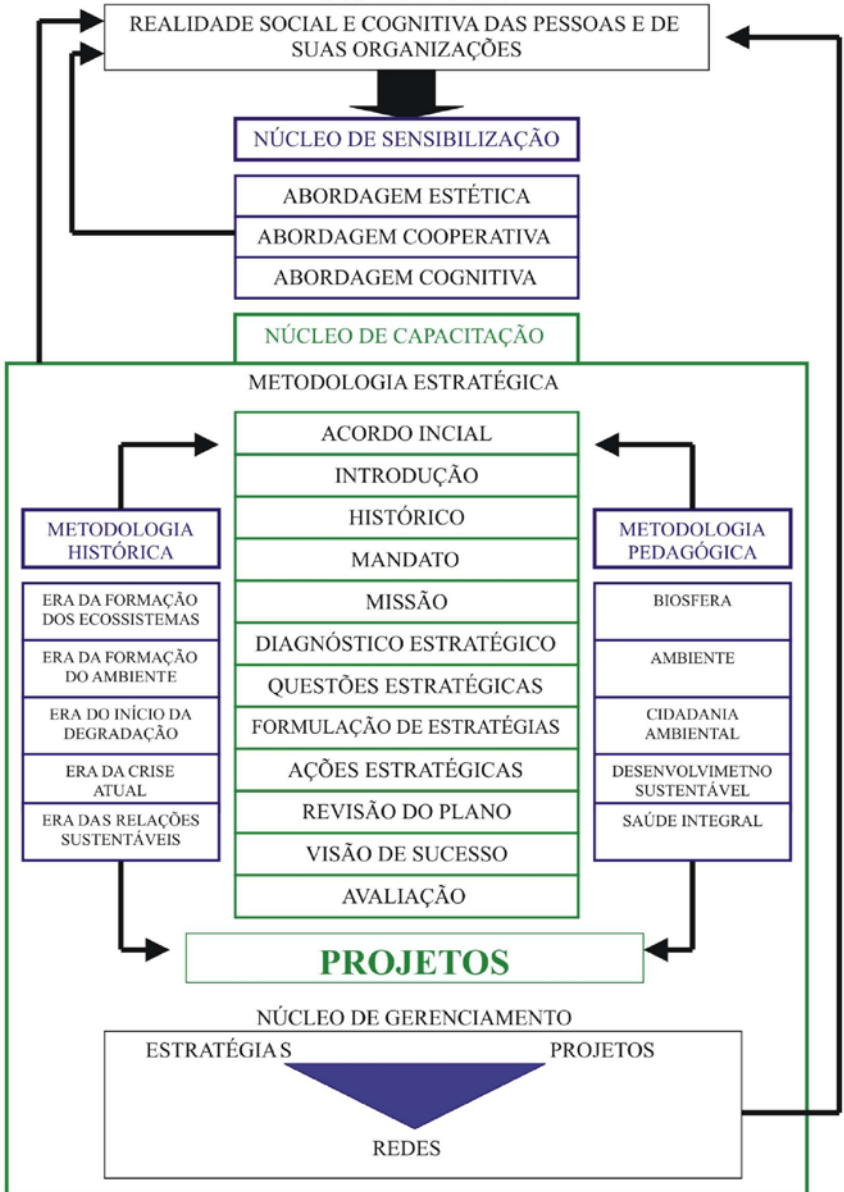 REALIDADE SOCIAL E COGNITIVA DAS PESSOAS E DE
SUAS ORGANIZAÇÕES
NÚCLEO DE SENSIBILIZAÇÃO
ABORDAGEM ESTÉTICA
ABORDAGEM COOPERATIVA
ABORDAGEM COGNITIVA
NÚCLEO DE CAPACITAÇÃO
METODOLOGIA ESTRATÉGICA
METODOLOGIA
HISTÓRICA
ERA DA FORMAÇÃO
DOS ECOSSISTEMAS
ERA DA FORMAÇÃO
DO AMBIENTE
ERA DO INÍCIO DA
DEGRADAÇÃO
ERA DA CRISE
ATUAL
ERA DAS RELAÇÕES
SUSTENTÁVEIS
ACORDO INCIAL
INTRODUÇÃO
HISTÓRICO
MANDATO
MISSÃO
DIAGNÓSTICO ESTRATÉGICO
QUESTÕES ESTRATÉGICAS
FORMULAÇÃO DE ESTRATÉGIAS
AÇÕES ESTRATÉGICAS
REVISÃO DO PLANO
VISÃO DE SUCESSO
AVALIAÇÃO
METODOLOGIA
PEDAGÓGICA
BIOSFERA
AMBIENTE
CIDADANIA
AMBIENTAL
DESENVOLVIMETNO
SUSTENTÁVEL
SAÚDE INTEGRAL
PROJETOS
NÚCLEO DE GERENCIAMENTO
ESTRATÉGIAS PROJETOS
REDES